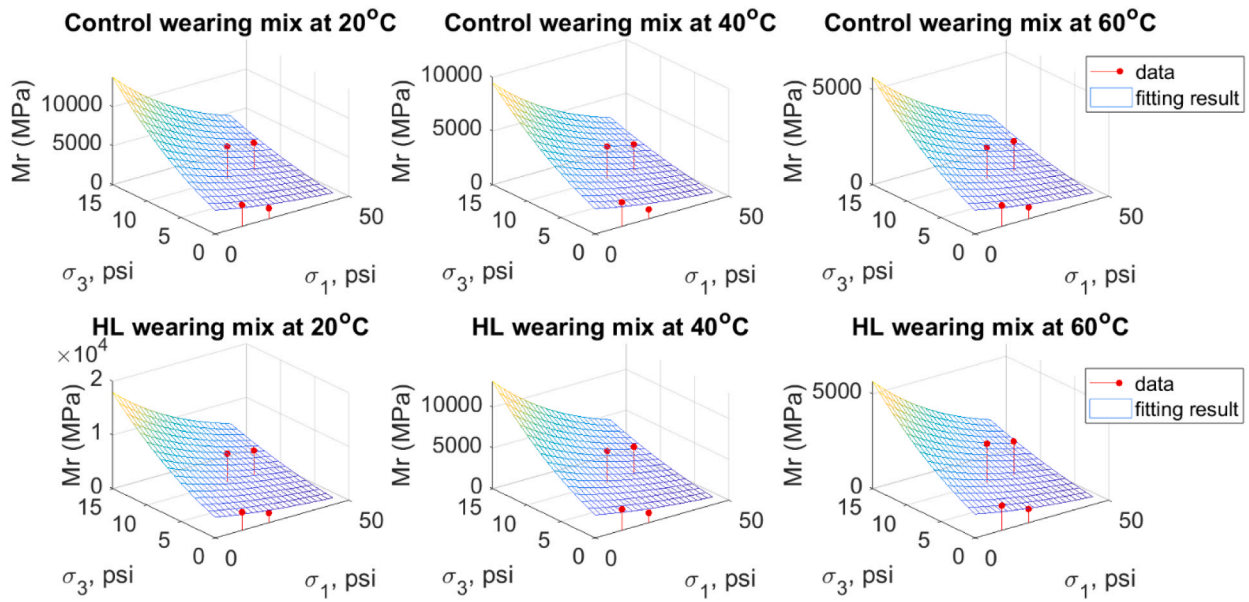 Control wearing mix at 20°C
Control wearing mix at 40°C
Control wearing mix at 60°C
Mr (MPa)
10000
5000
0
15
10
5
0
0
50
σ3, psi
σ1, psi
Mr (MPa)
10000
5000
0
15
10
5
0
0
50
σ3, psi
σ1, psi
Mr (MPa)
5000
0
15
10
5
0
0
50
σ3, psi
σ1, psi
data
fitting result
HL wearing mix at 20°C
HL wearing mix at 40°C
HL wearing mix at 60°C
×10⁴
Mr (MPa)
2
1
0
15
10
5
0
0
50
σ3, psi
σ1, psi
Mr (MPa)
10000
5000
0
15
10
5
0
0
50
σ3, psi
σ1, psi
Mr (MPa)
5000
0
15
10
5
0
0
50
σ3, psi
σ1, psi
data
fitting result